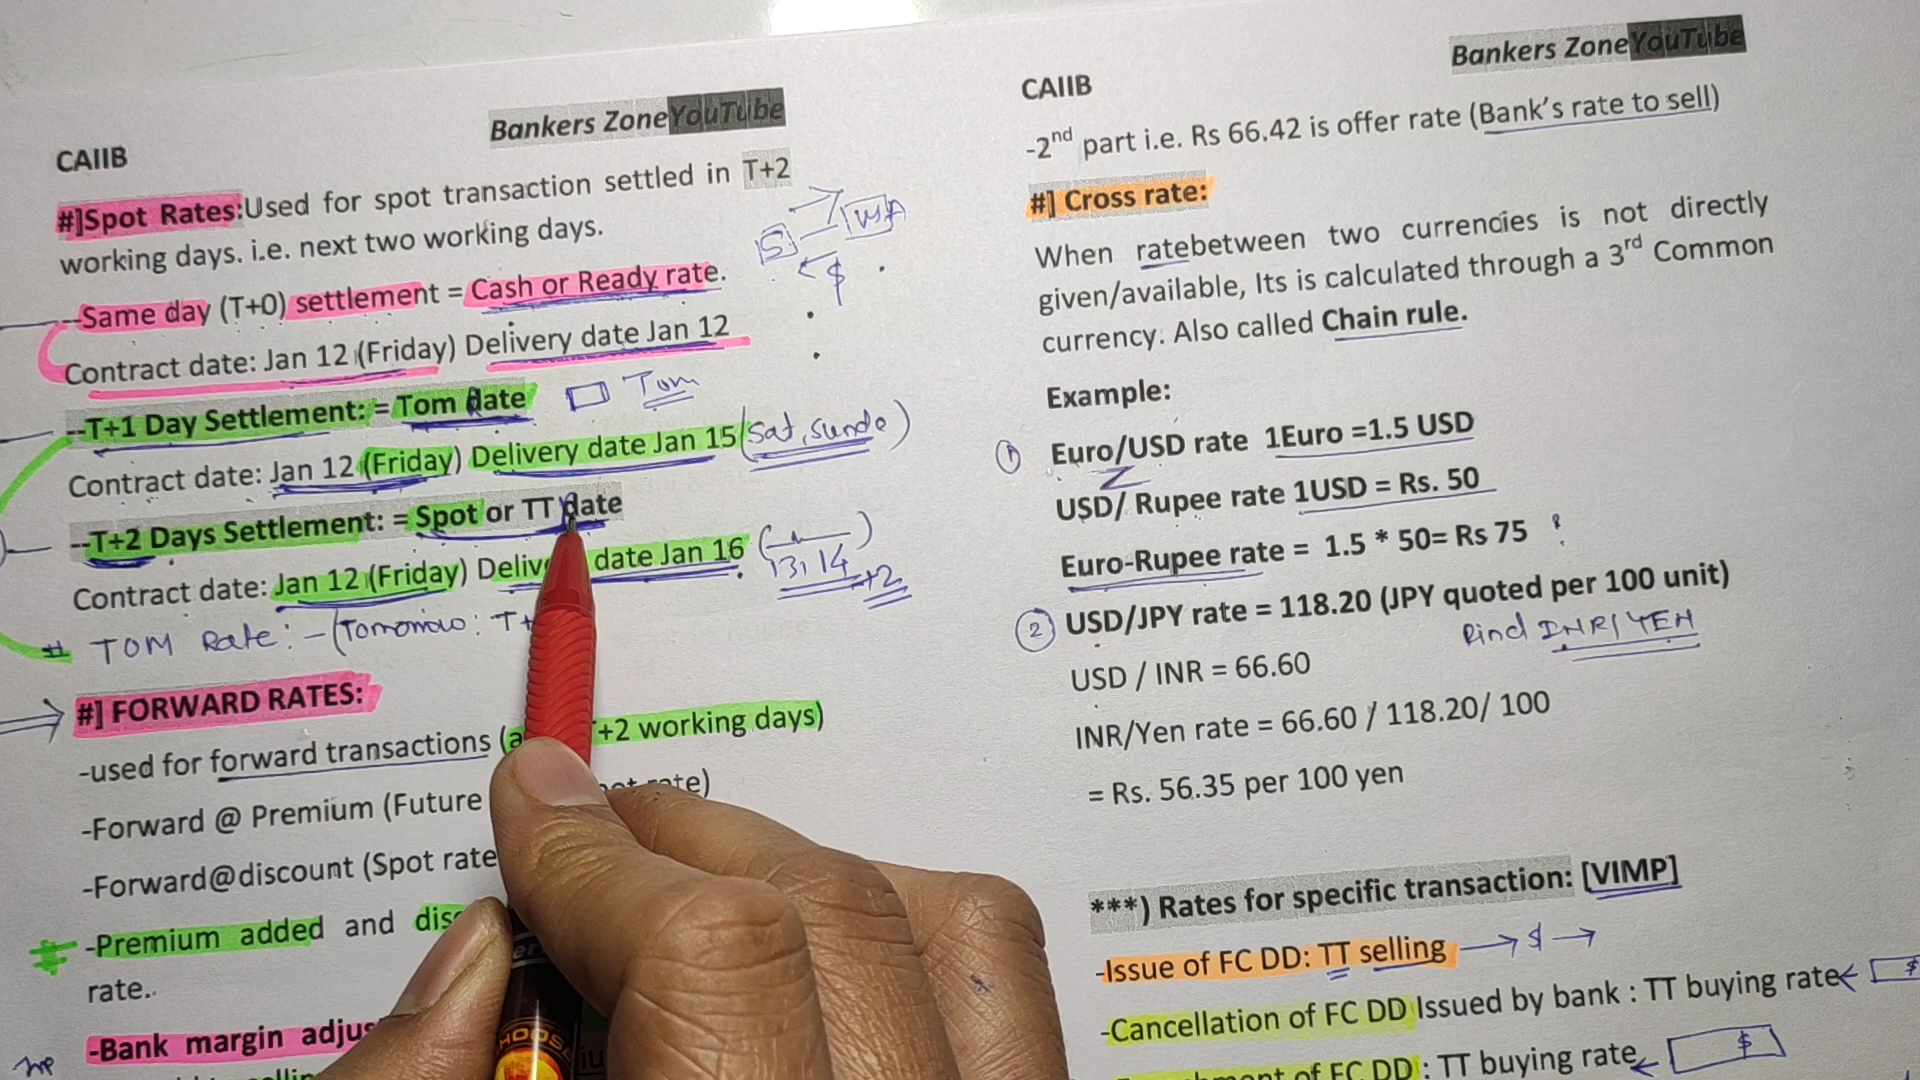 Bankers ZoneYouTube
CAIIB
#]Spot Rates:Used for spot transaction settled in T+2
working days. i.e. next two working days.
--Same day (T+0) settlement = Cash or Ready rate.
Contract date: Jan 12 (Friday) Delivery date Jan 12
--T+1 Day Settlement: = Tom Rate
Tom
Contract date: Jan 12 (Friday) Delivery date Jan 15 (Sat, Sunda)
--T+2 Days Settlement: = Spot or TT Rate
Contract date: Jan 12 (Friday) date Jan 16
13, 14 +2
# TOM Rate: - (Tomorrow:
#] FORWARD RATES:
-used for forward transactions +2 working days)
-Forward @ Premium (Future
-Forward@discount (Spot rate
-Premium added and
rate.
-Bank margin
S
$
Bankers ZoneYouTube
CAIIB
-2nd part i.e. Rs 66.42 is offer rate (Bank's rate to sell)
#] Cross rate:
When ratebetween two currencies is not directly
given/available, Its is calculated through a 3rd Common
currency. Also called Chain rule.
Example:
1 Euro/USD rate 1Euro =1.5 USD
USD/ Rupee rate 1USD = Rs. 50
Euro-Rupee rate = 1.5 * 50= Rs 75
2 USD/JPY rate = 118.20 (JPY quoted per 100 unit)
Find INR/YEN
USD / INR = 66.60
INR/Yen rate = 66.60 / 118.20/ 100
= Rs. 56.35 per 100 yen
***) Rates for specific transaction: [VIMP]
-Issue of FC DD: TT selling → $ →
-Cancellation of FC DD Issued by bank : TT buying rate $
of FC DD : TT buying rate $